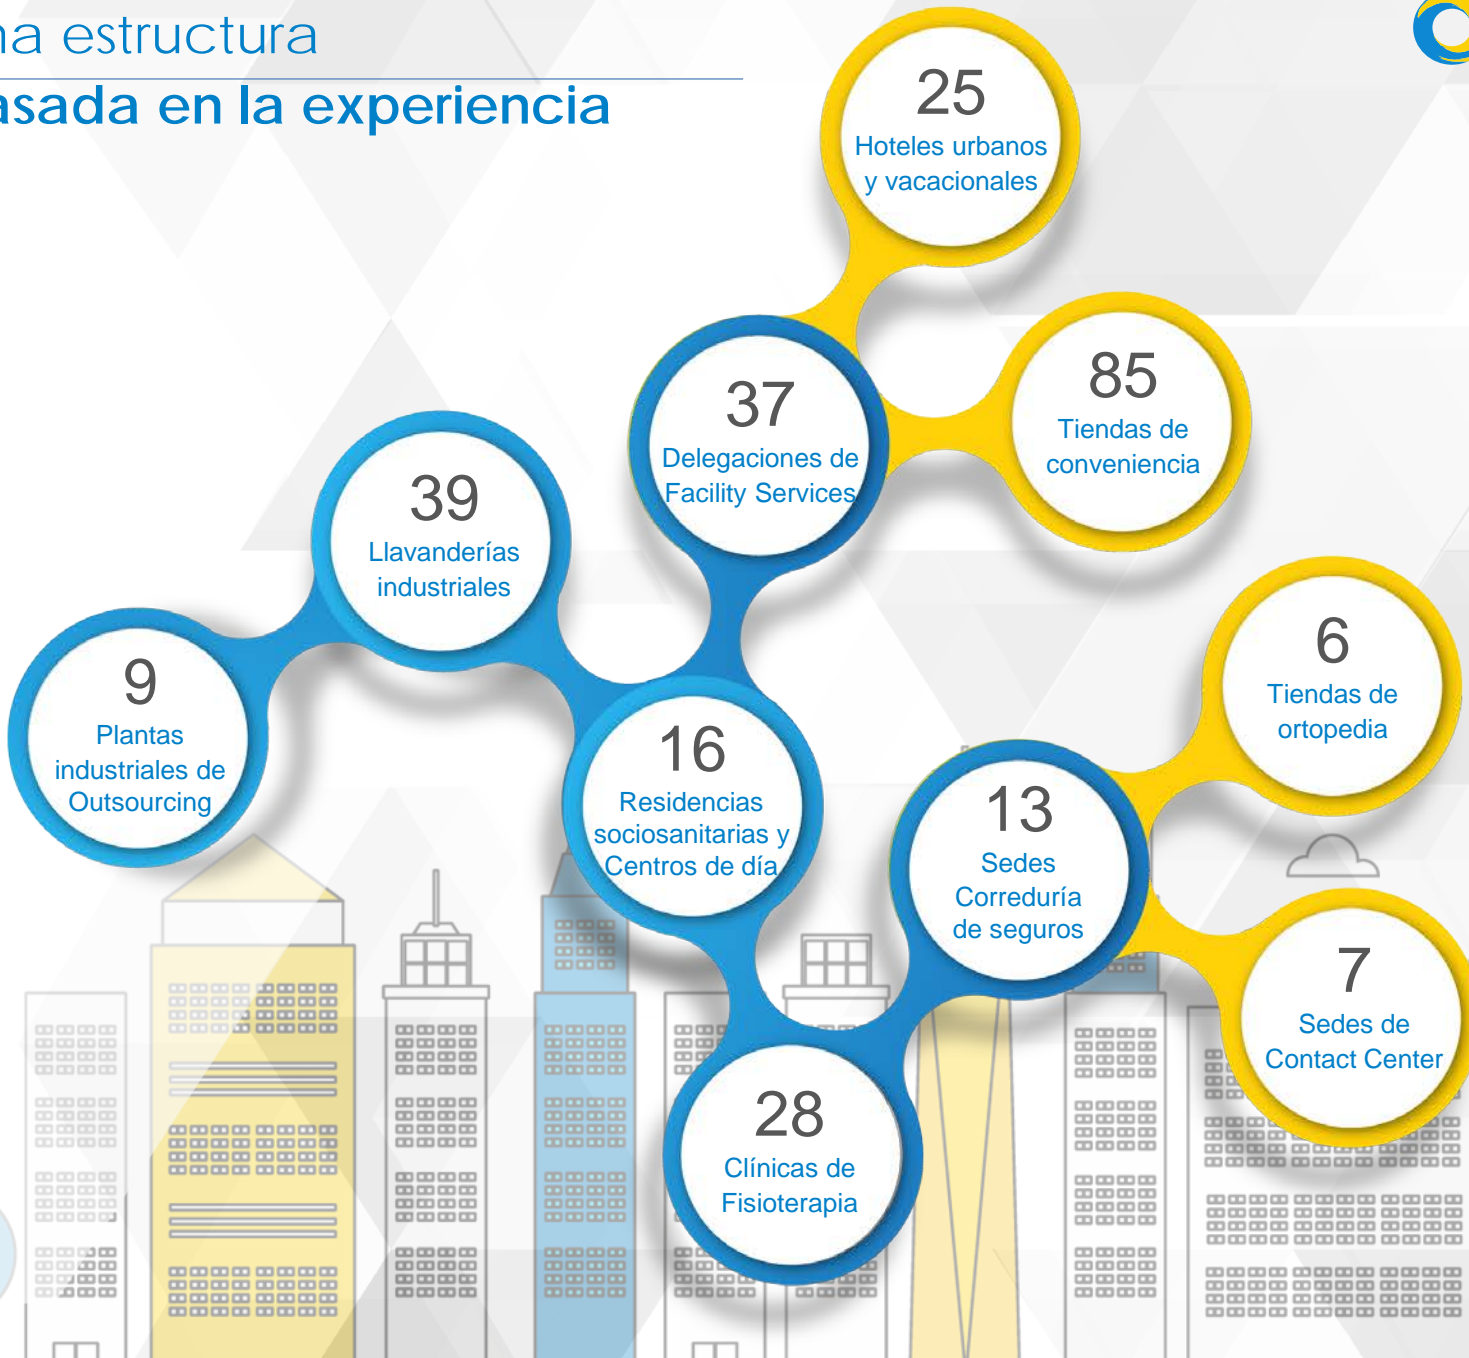 na estructura
asada en la experiencia
25
Hoteles urbanos
y vacacionales
85
Tiendas de
conveniencia
37
Delegaciones de
Facility Services
39
Llavanderías
industriales
9
Plantas
industriales de
Outsourcing
16
Residencias
sociosanitarias y
Centros de día
6
Tiendas de
ortopedia
13
Sedes
Correduría
de seguros
7
Sedes de
Contact Center
28
Clínicas de
Fisioterapia